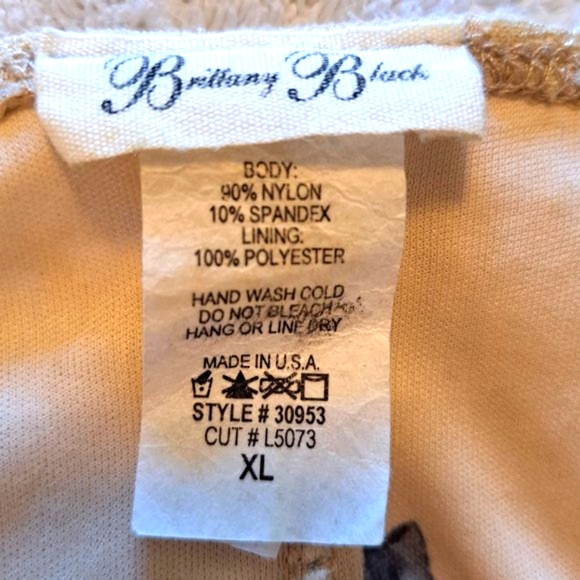 Brittany Black
BODY:
90% NYLON
10% SPANDEX
LINING:
100% POLYESTER
HAND WASH COLD
DO NOT BLEACH
HANG OR LINE DRY
MADE IN U.S.A.
STYLE # 30953
CUT # L5073
XL